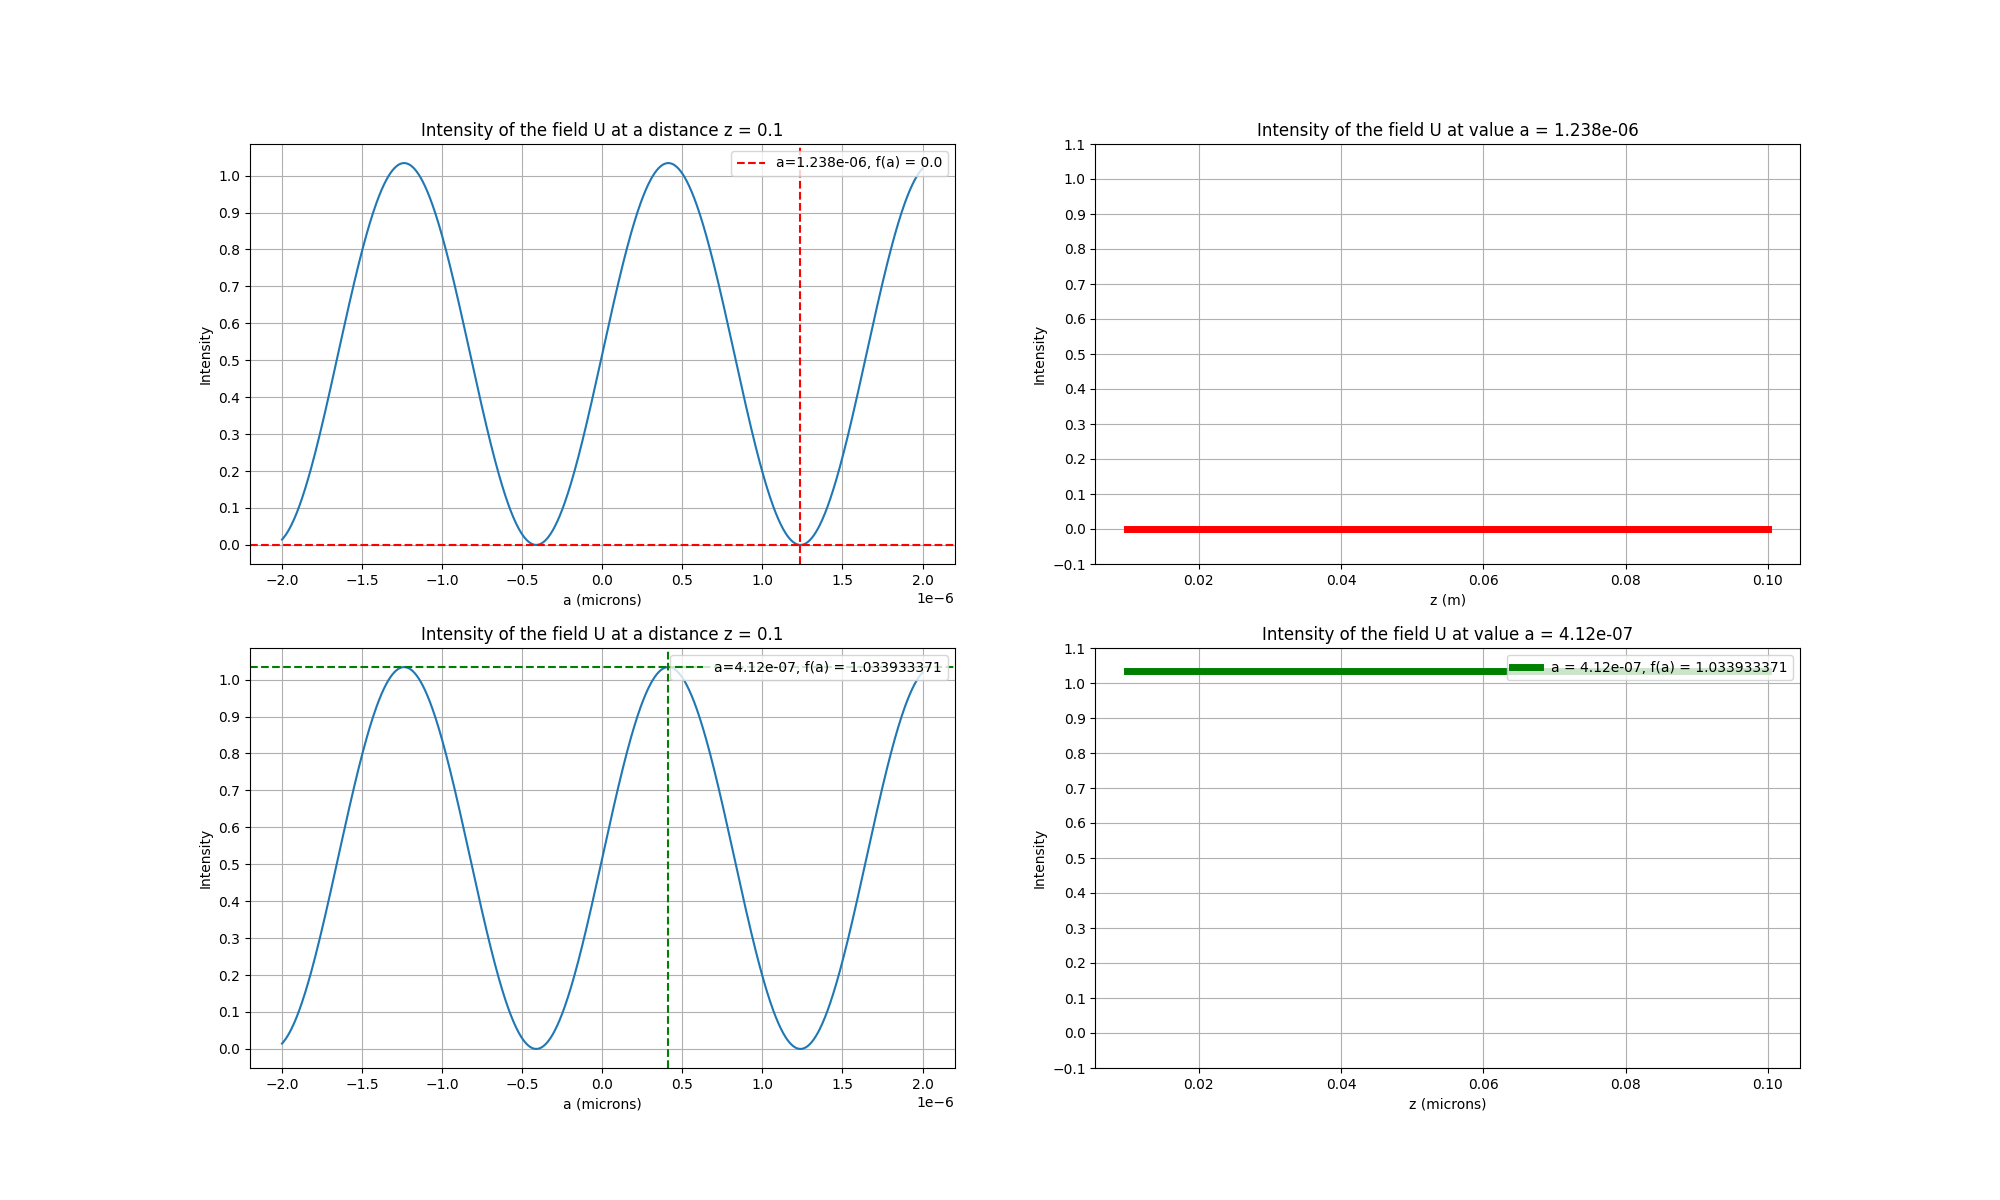 Intensity of the field U at a distance z = 0.1
a=1.238e-06, f(a) = 0.0
1.0
0.9
0.8
0.7
0.6
0.5
0.4
0.3
0.2
0.1
0.0
Intensity
−2.0 −1.5 −1.0 −0.5 0.0 0.5 1.0 1.5 2.0
a (microns)
1e−6
Intensity of the field U at value a = 1.238e-06
1.1
1.0
0.9
0.8
0.7
0.6
0.5
0.4
0.3
0.2
0.1
0.0
−0.1
Intensity
0.02 0.04 0.06 0.08 0.10
z (m)
Intensity of the field U at a distance z = 0.1
a=4.12e-07, f(a) = 1.033933371
1.0
0.9
0.8
0.7
0.6
0.5
0.4
0.3
0.2
0.1
0.0
Intensity
−2.0 −1.5 −1.0 −0.5 0.0 0.5 1.0 1.5 2.0
a (microns)
1e−6
Intensity of the field U at value a = 4.12e-07
a = 4.12e-07, f(a) = 1.033933371
1.1
1.0
0.9
0.8
0.7
0.6
0.5
0.4
0.3
0.2
0.1
0.0
−0.1
Intensity
0.02 0.04 0.06 0.08 0.10
z (microns)